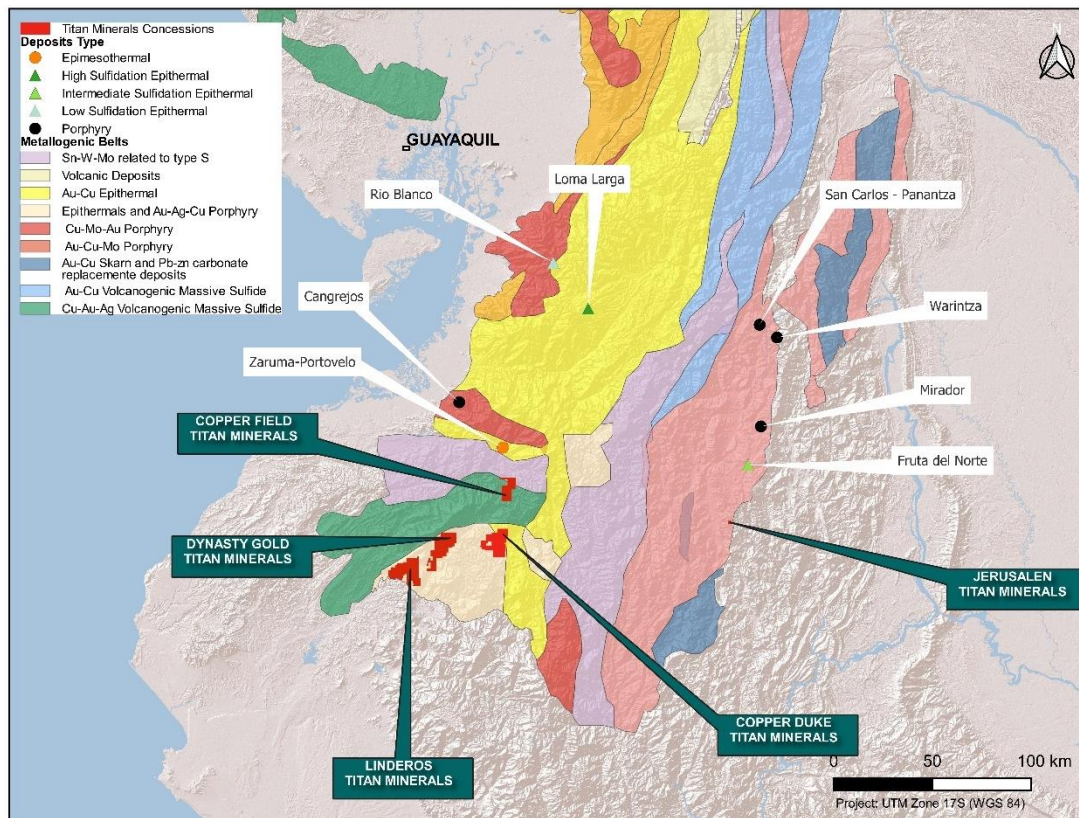 Titan Minerals Concessions
Deposits Type
Epimesothermal
High Sulfidation Epithermal
Intermediate Sulfidation Epithermal
Low Sulfidation Epithermal
Porphyry
Metallogenic Belts
Sn-W-Mo related to type S
Volcanic Deposits
Au-Cu Epithermal
Epithermals and Au-Ag-Cu Porphyry
Cu-Mo-Au Porphyry
Au-Cu-Mo Porphyry
Au-Cu Skarn and Pb-zn carbonate
replacemente deposits
Au-Cu Volcanogenic Massive Sulfide
Cu-Au-Ag Volcanogenic Massive Sulfide
N
GUAYAQUIL
Loma Larga
Rio Blanco
San Carlos - Panantza
Cangrejos
Warintza
Zaruma-Portovelo
Mirador
COPPER FIELD
TITAN MINERALS
Fruta del Norte
DYNASTY GOLD
TITAN MINERALS
JERUSALEN
TITAN MINERALS
COPPER DUKE
TITAN MINERALS
LINDEROS
TITAN MINERALS
0 50 100 km
Project: UTM Zone 17S (WGS 84)